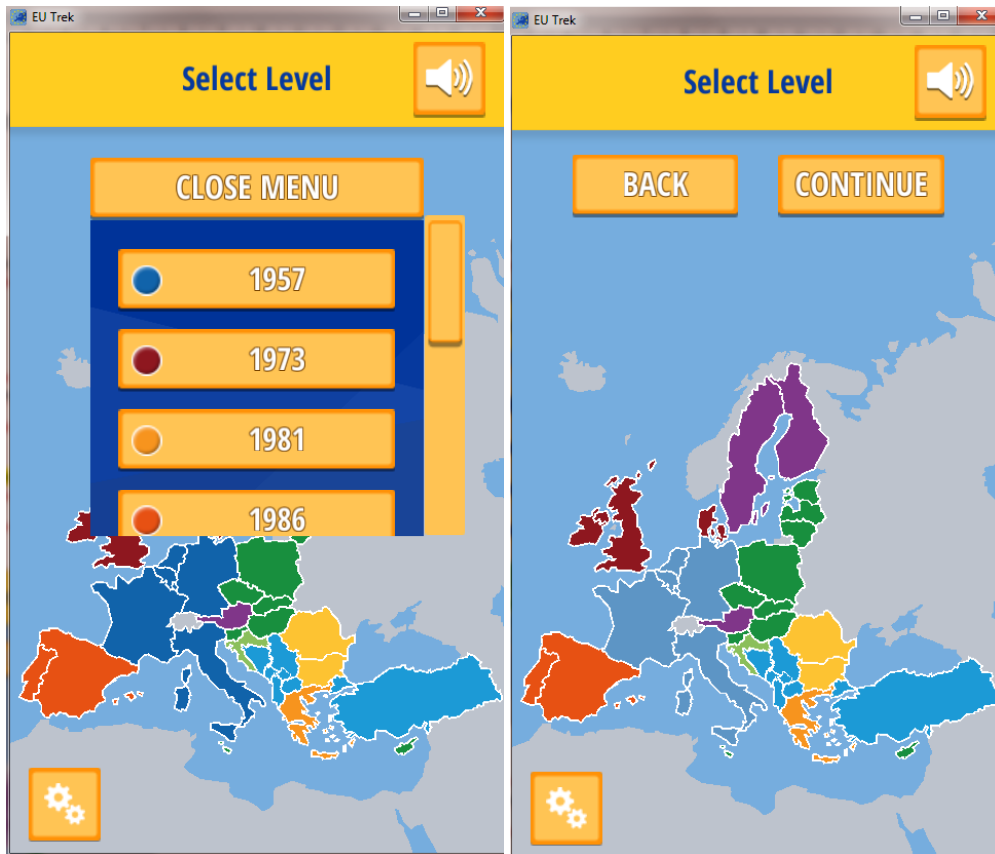 EU Trek
Select Level
CLOSE MENU
1957
1973
1981
1986
EU Trek
Select Level
BACK
CONTINUE